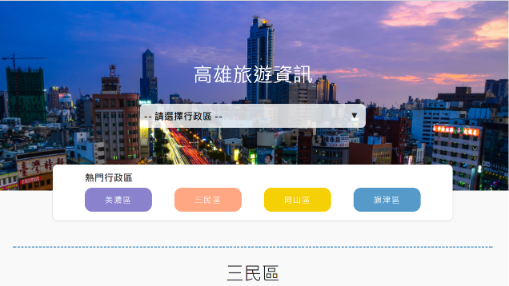 高雄旅遊資訊
-- 請選擇行政區 --
熱門行政區
美濃區 三民區 岡山區 旗津區
三民區